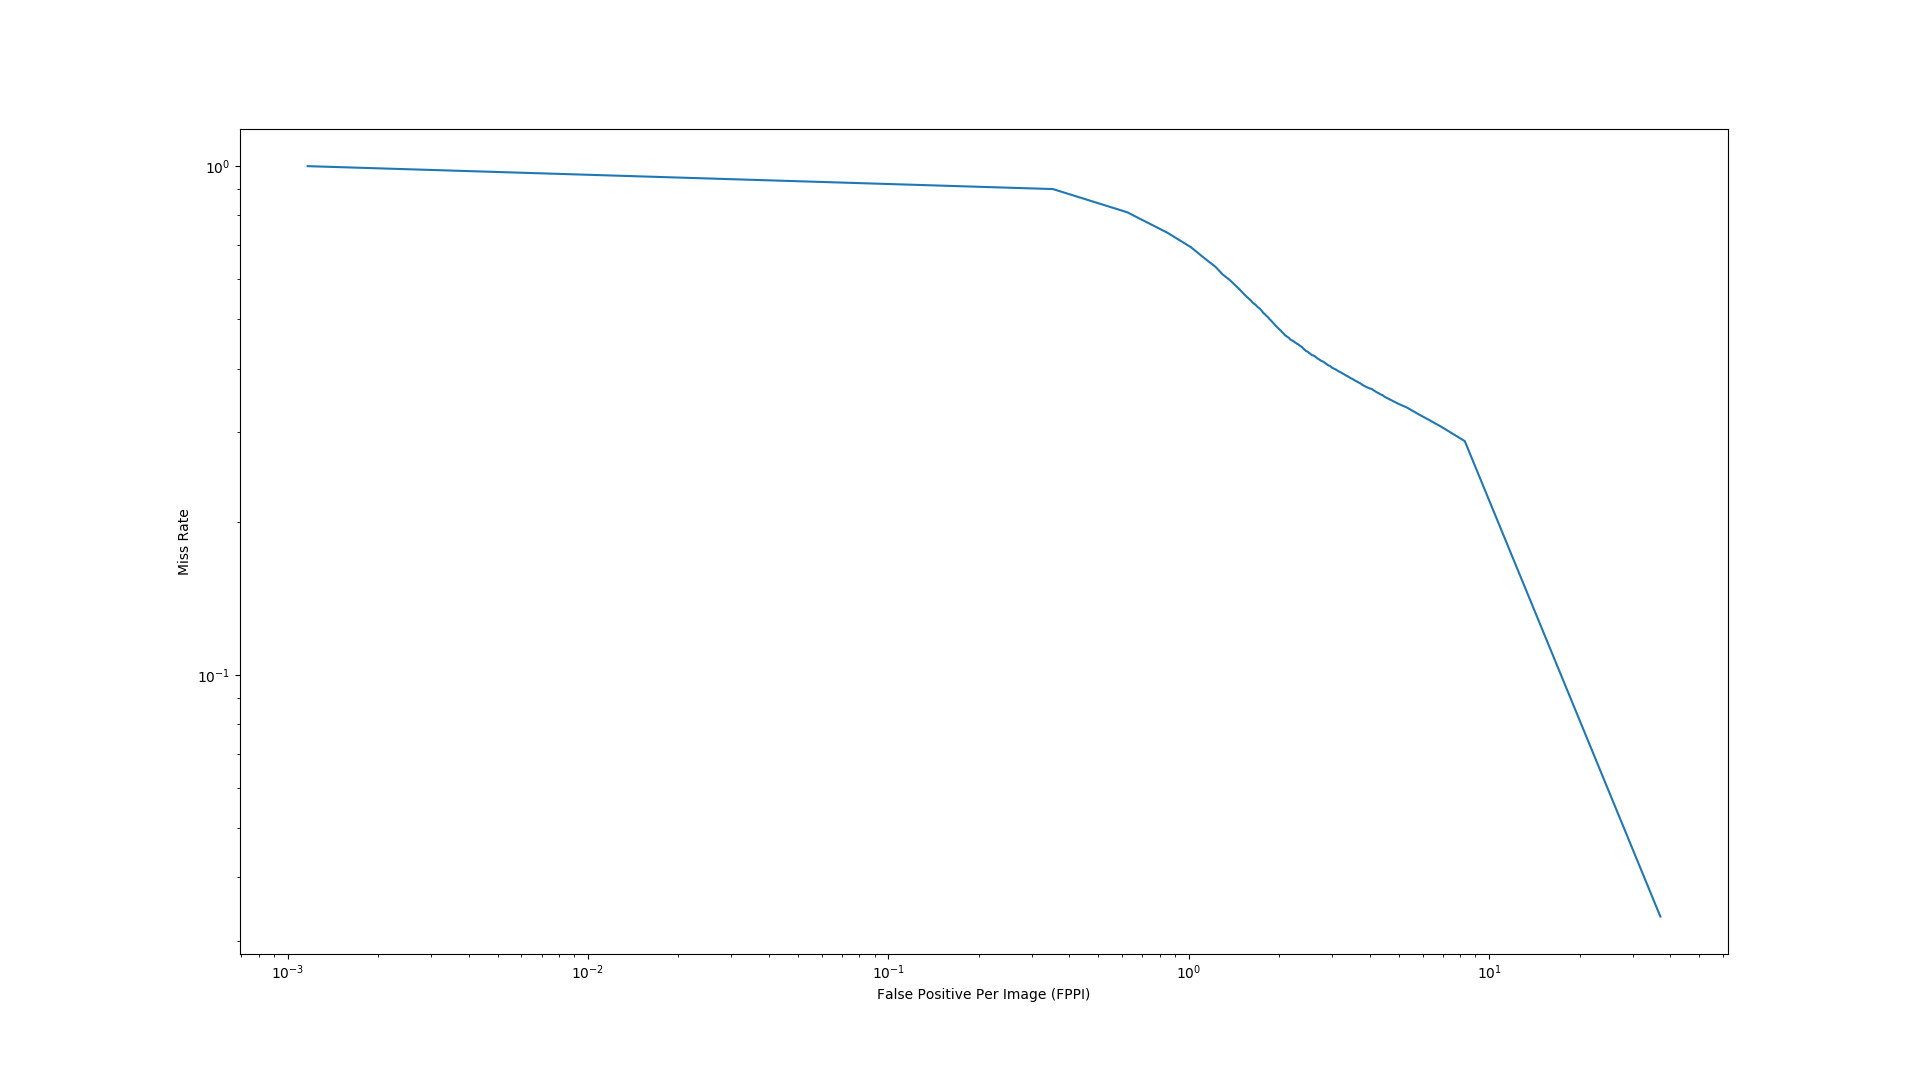 10⁰
10⁻¹
Miss Rate
10⁻³ 10⁻² 10⁻¹ 10⁰ 10¹
False Positive Per Image (FPPI)